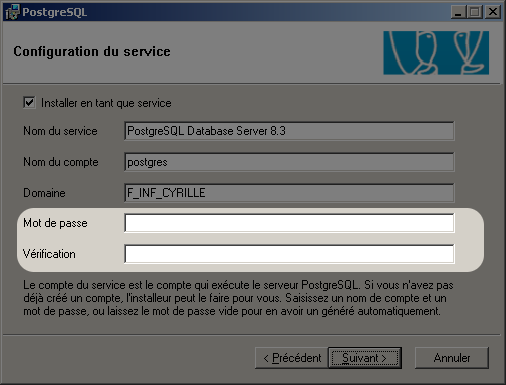 PostgreSQL
Configuration du service
Installer en tant que service
Nom du service PostgreSQL Database Server 8.3
Nom du compte postgres
Domaine F_INF_CYRILLE
Mot de passe
Vérification
Le compte du service est le compte qui exécute le serveur PostgreSQL. Si vous n'avez pas
déjà créé un compte, l'installeur peut le faire pour vous. Saisissez un nom de compte et un
mot de passe, ou laissez le mot de passe vide pour en avoir un généré automatiquement.
< Précédent Suivant > Annuler